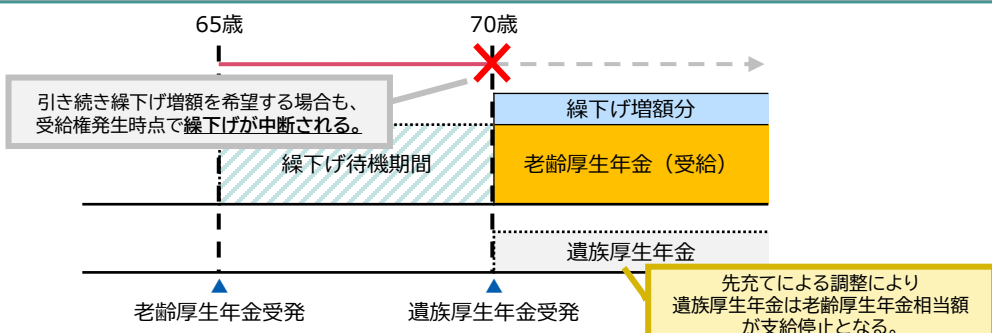 65歳
70歳
引き続き繰下げ増額を希望する場合も、
受給権発生時点で繰下げが中断される。
繰下げ増額分
繰下げ待機期間
老齢厚生年金（受給）
遺族厚生年金
老齢厚生年金受発
遺族厚生年金受発
先充てによる調整により
遺族厚生年金は老齢厚生年金相当額
が支給停止となる。